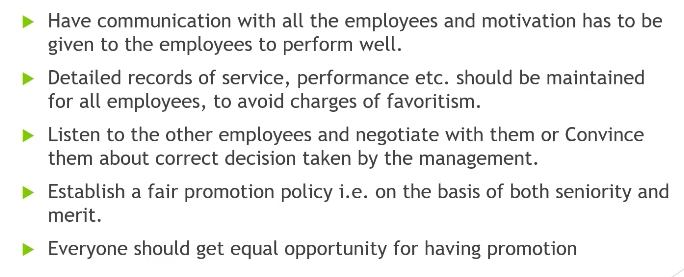 Have communication with all the employees and motivation has to be
given to the employees to perform well.
Detailed records of service, performance etc. should be maintained
for all employees, to avoid charges of favoritism.
Listen to the other employees and negotiate with them or Convince
them about correct decision taken by the management.
Establish a fair promotion policy i.e. on the basis of both seniority and
merit.
Everyone should get equal opportunity for having promotion